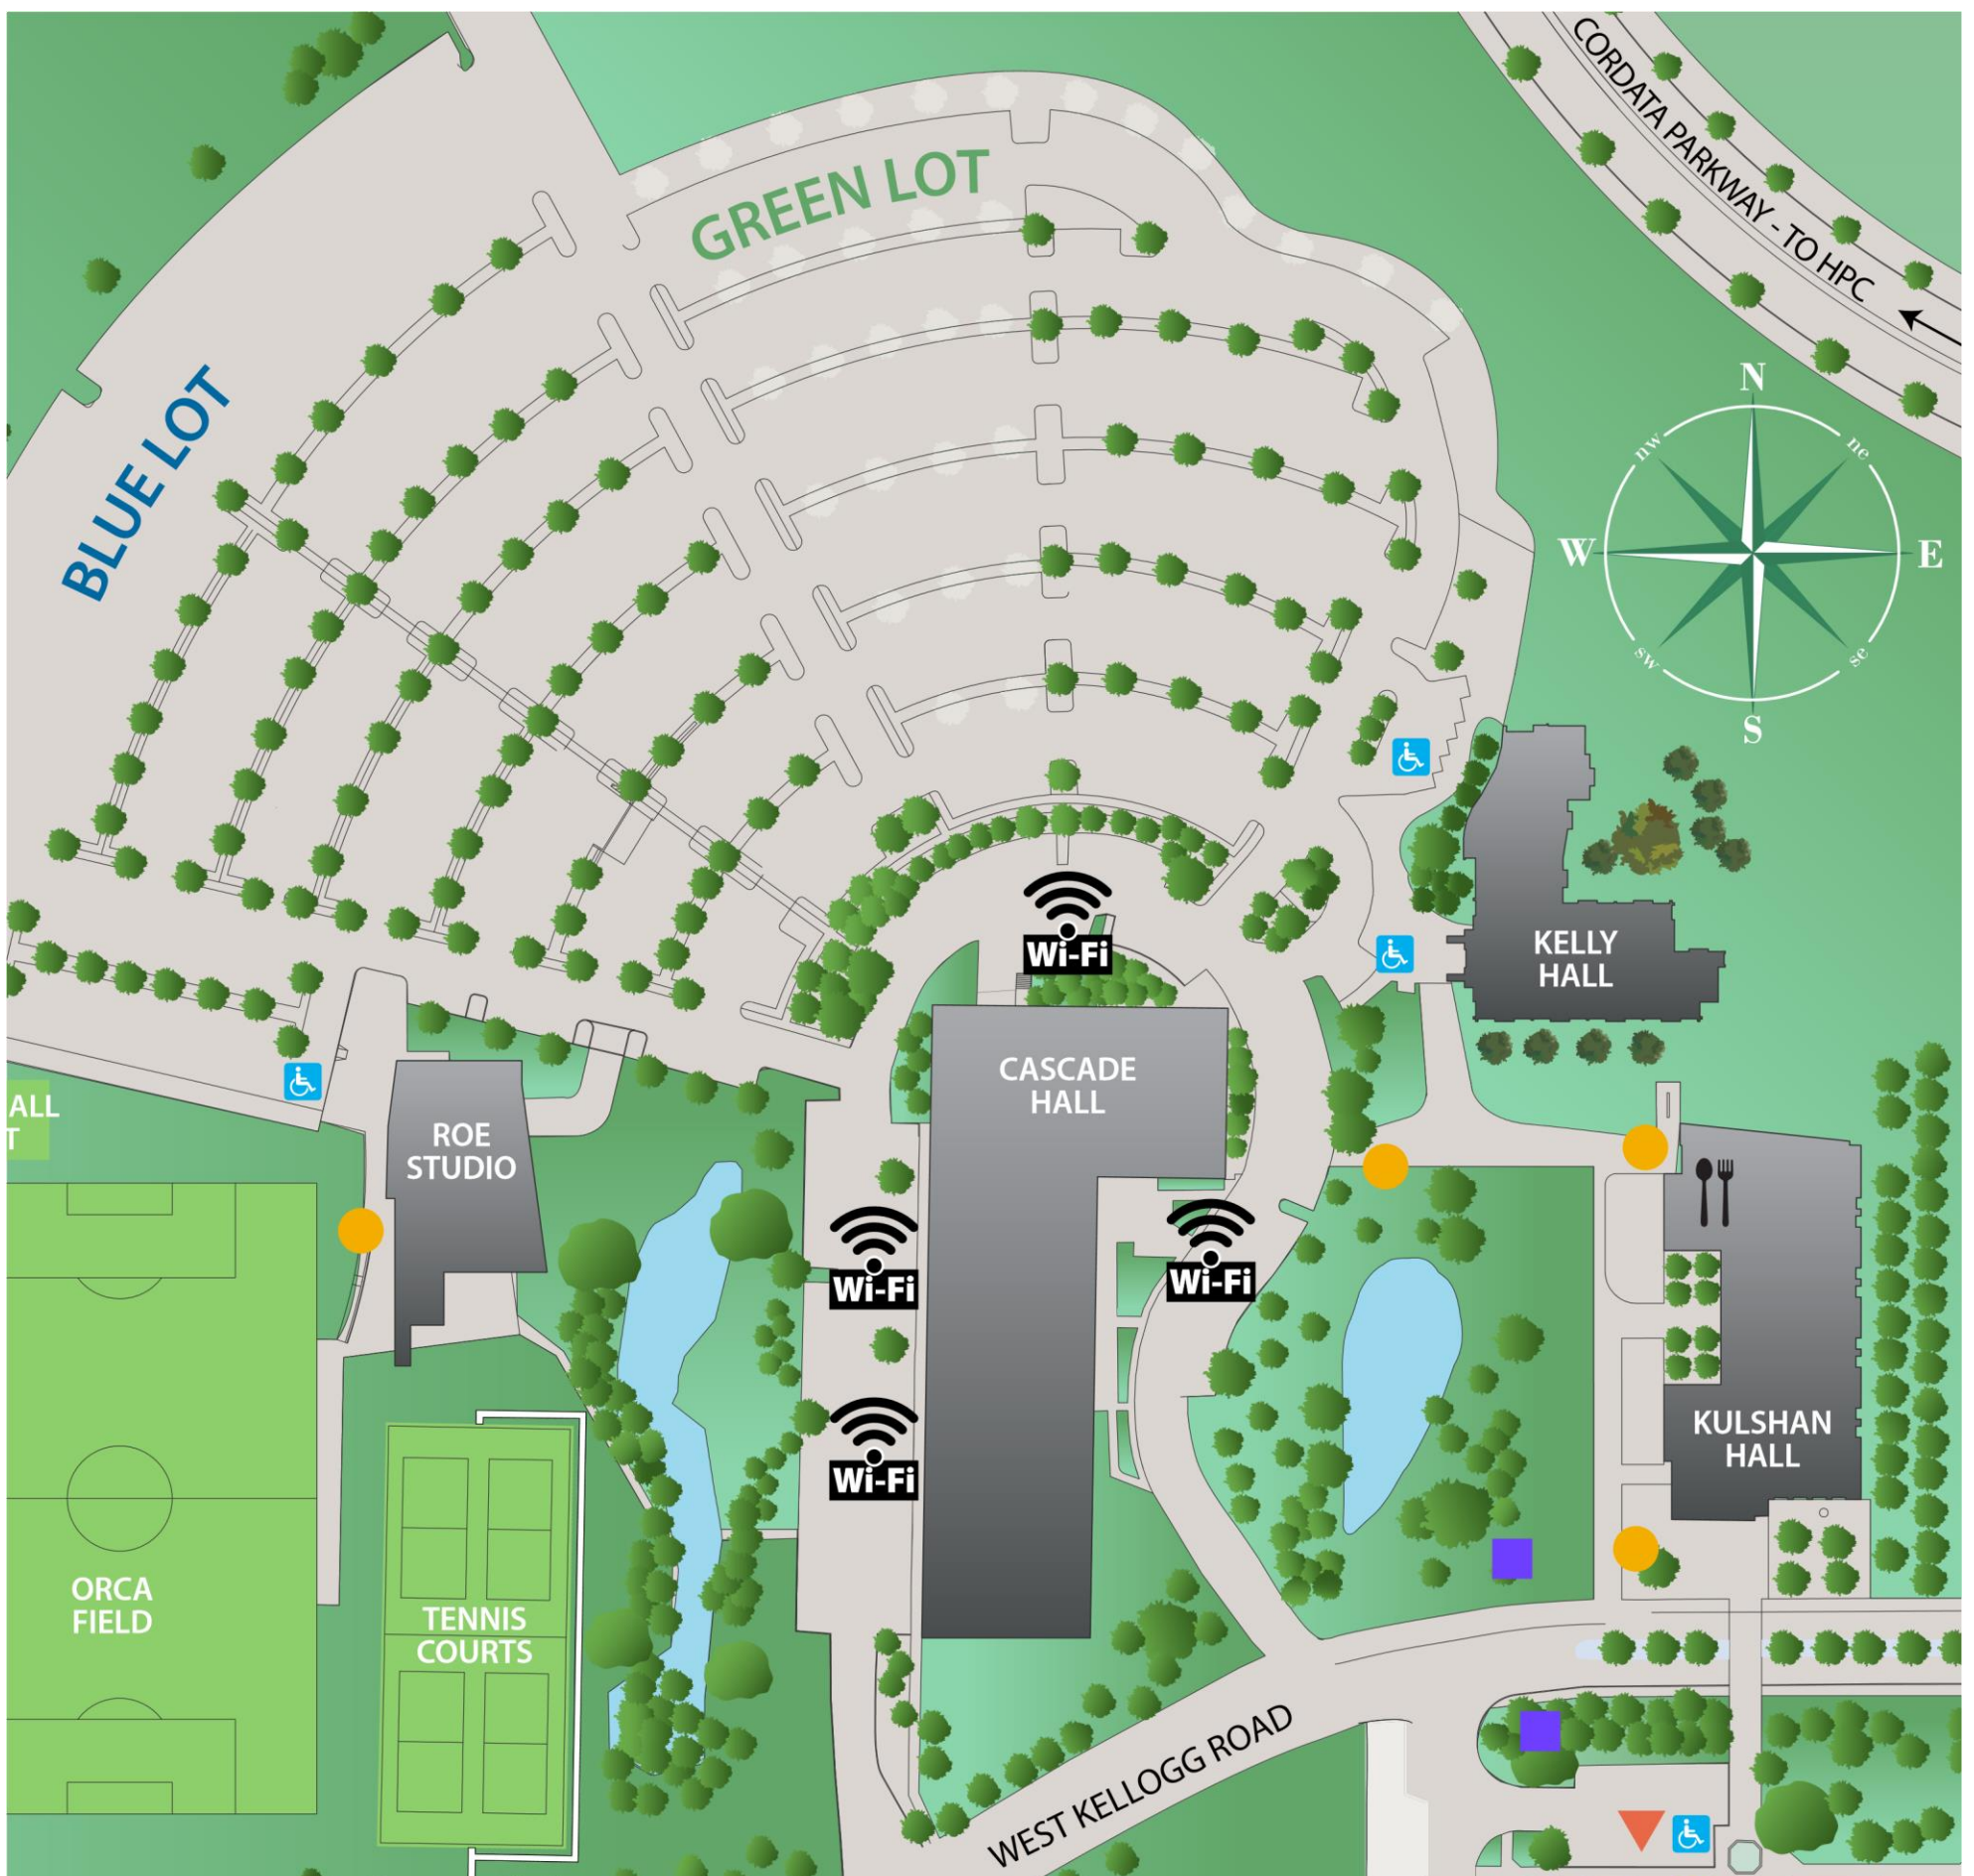 CORDATA PARKWAY - TO HPC
GREEN LOT
BLUE LOT
N
nw
ne
W
E
sw
se
S
KELLY
HALL
Wi-Fi
CASCADE
HALL
ALL
T
ROE
STUDIO
Wi-Fi
Wi-Fi
KULSHAN
HALL
Wi-Fi
ORCA
FIELD
TENNIS
COURTS
WEST KELLOGG ROAD